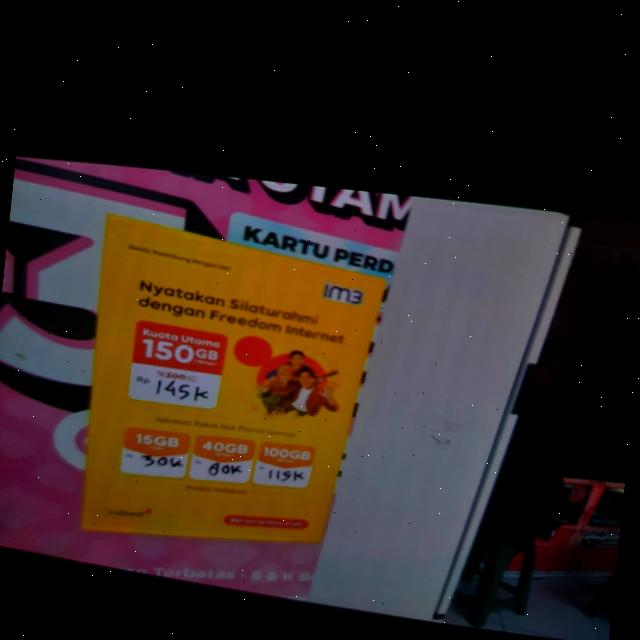 UTAM
KARTU PERD
IM3
Nyatakan Silaturahmi
dengan Freedom Internet
Kuota Utama
150GB
Rp 145K
15GB
40GB
100GB
30K
80K
115K
Terbatas · S & K B